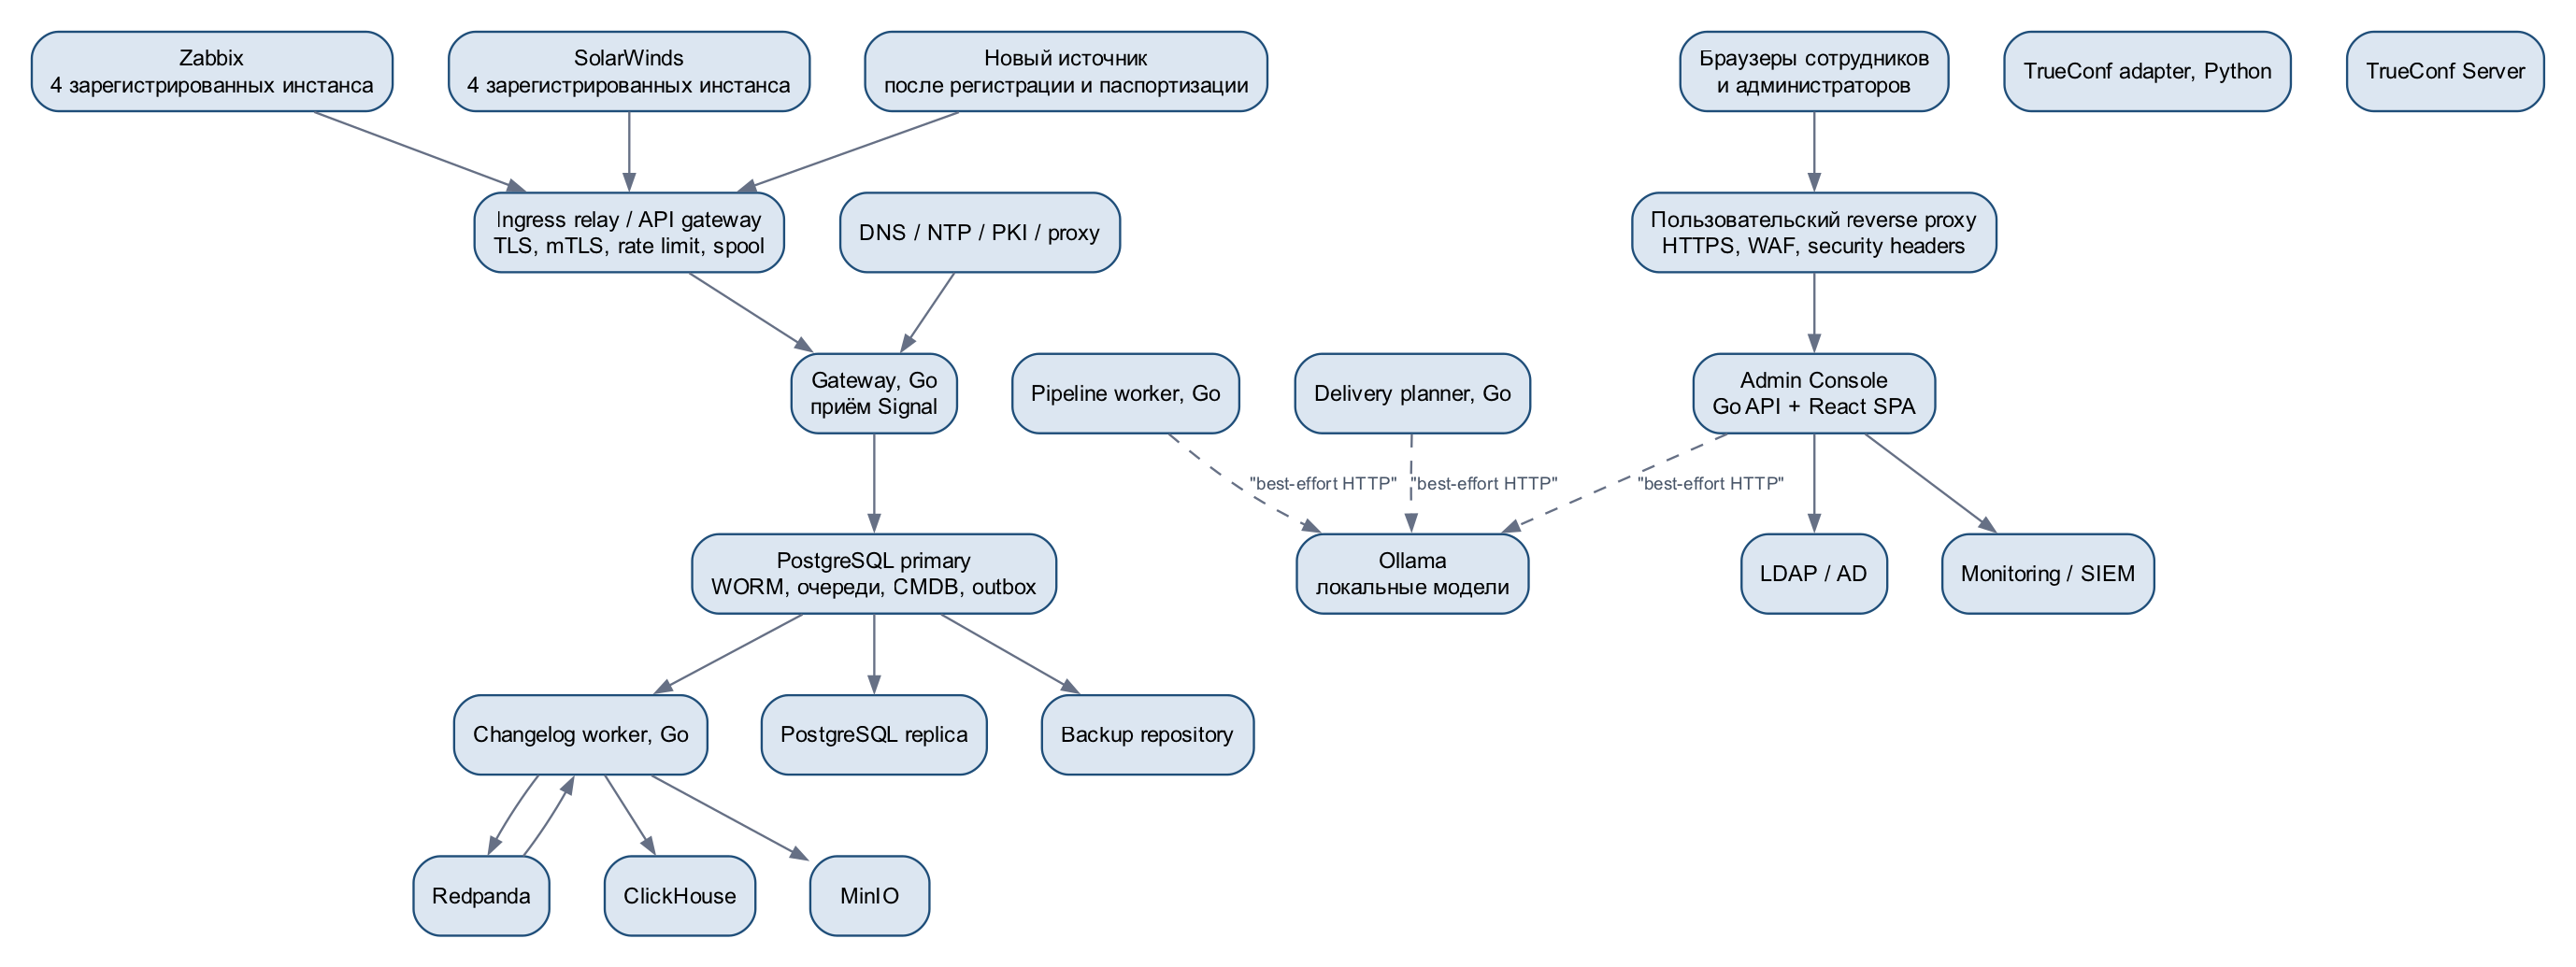 Zabbix
4 зарегистрированных инстанса
SolarWinds
4 зарегистрированных инстанса
Новый источник
после регистрации и паспортизации
Браузеры сотрудников
и администраторов
TrueConf adapter, Python
TrueConf Server
Ingress relay / API gateway
TLS, mTLS, rate limit, spool
DNS / NTP / PKI / proxy
Пользовательский reverse proxy
HTTPS, WAF, security headers
Gateway, Go
приём Signal
Pipeline worker, Go
Delivery planner, Go
Admin Console
Go API + React SPA
"best-effort HTTP"
"best-effort HTTP"
"best-effort HTTP"
PostgreSQL primary
WORM, очереди, CMDB, outbox
Ollama
локальные модели
LDAP / AD
Monitoring / SIEM
Changelog worker, Go
PostgreSQL replica
Backup repository
Redpanda
ClickHouse
MinIO